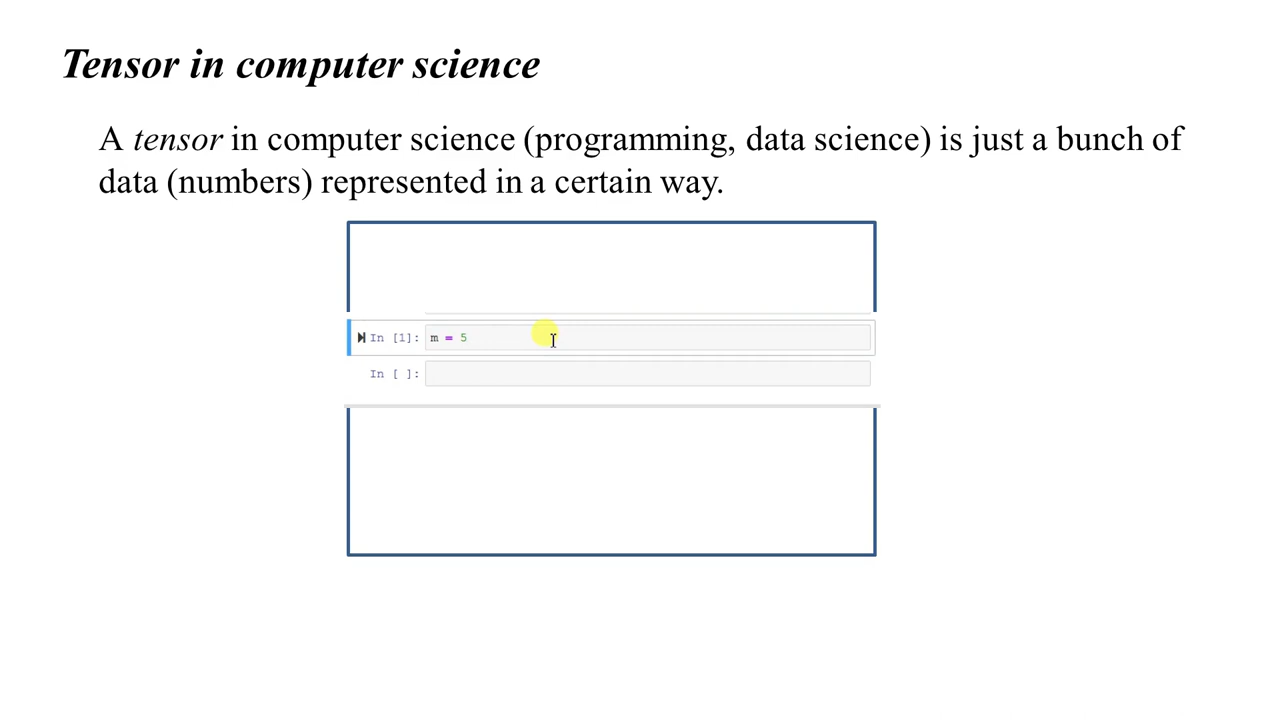 Tensor in computer science
A tensor in computer science (programming, data science) is just a bunch of
data (numbers) represented in a certain way.
In [1]: m = 5
In [ ]: